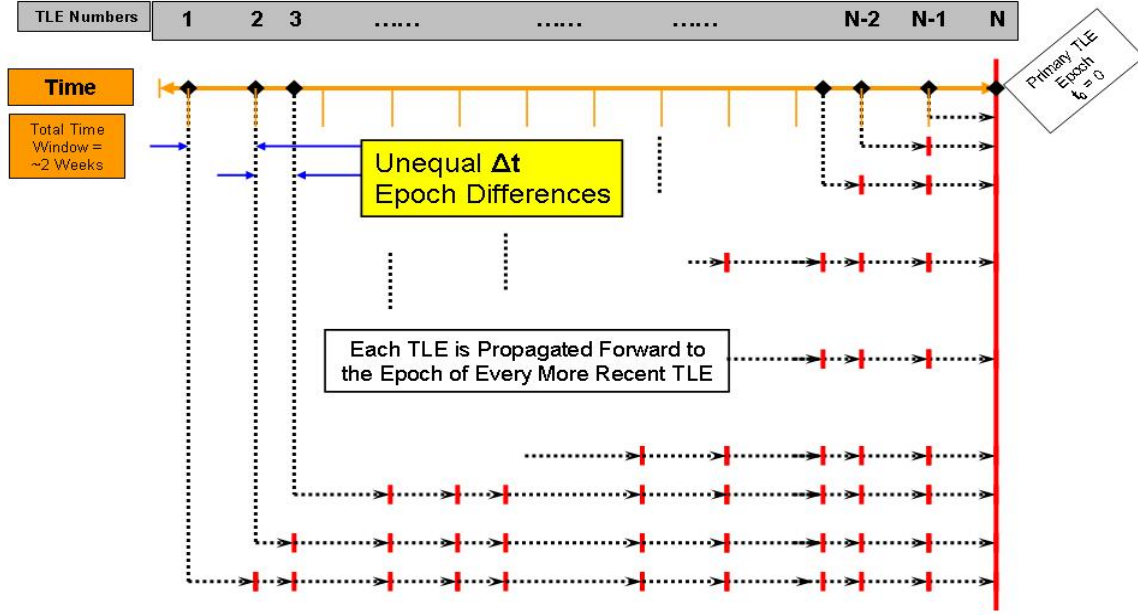 TLE Numbers 1 2 3 ...... ...... ...... N-2 N-1 N
Primary TLE
Epoch
t₀ = 0
Time
Total Time
Window =
~2 Weeks
Unequal Δt
Epoch Differences
Each TLE is Propagated Forward to
the Epoch of Every More Recent TLE